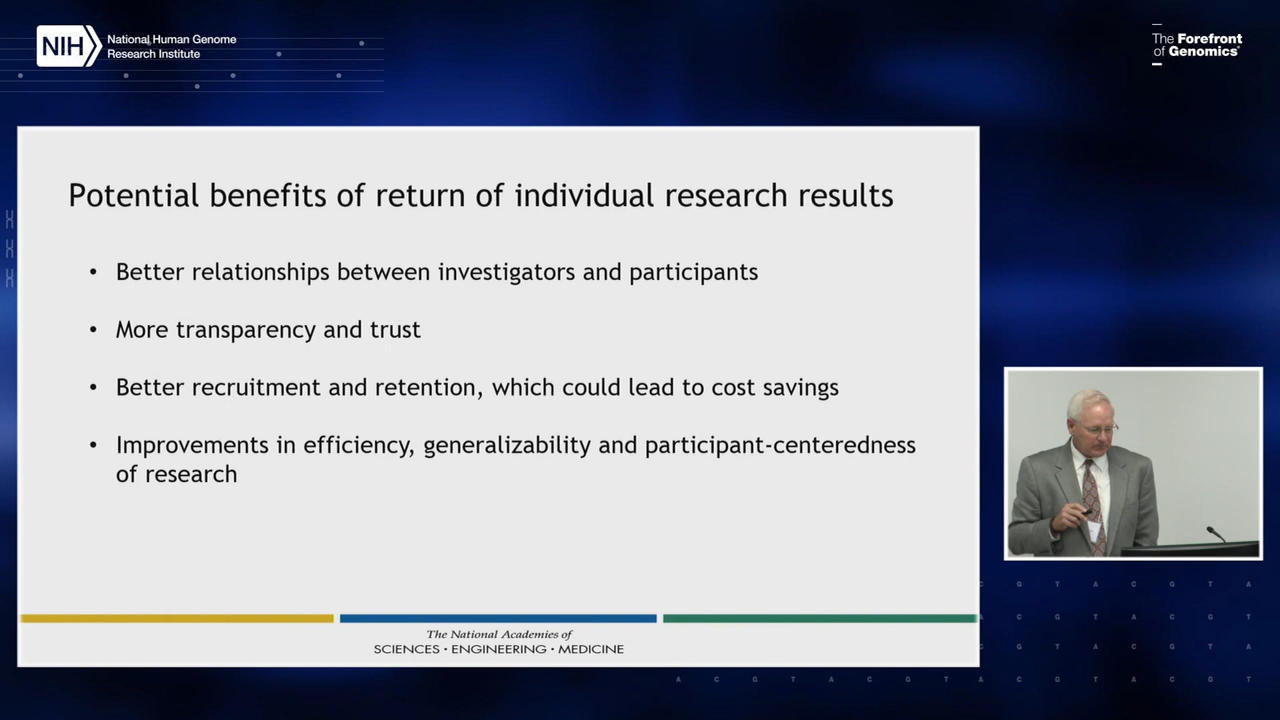 NIH
National Human Genome
Research Institute
The Forefront
of Genomics®
Potential benefits of return of individual research results
• Better relationships between investigators and participants
• More transparency and trust
• Better recruitment and retention, which could lead to cost savings
• Improvements in efficiency, generalizability and participant-centeredness
of research
The National Academies of
SCIENCES • ENGINEERING • MEDICINE
C G T A C G T A
G T A C G T
G T A C G T A
A C G T A C G T A C G T A C G T